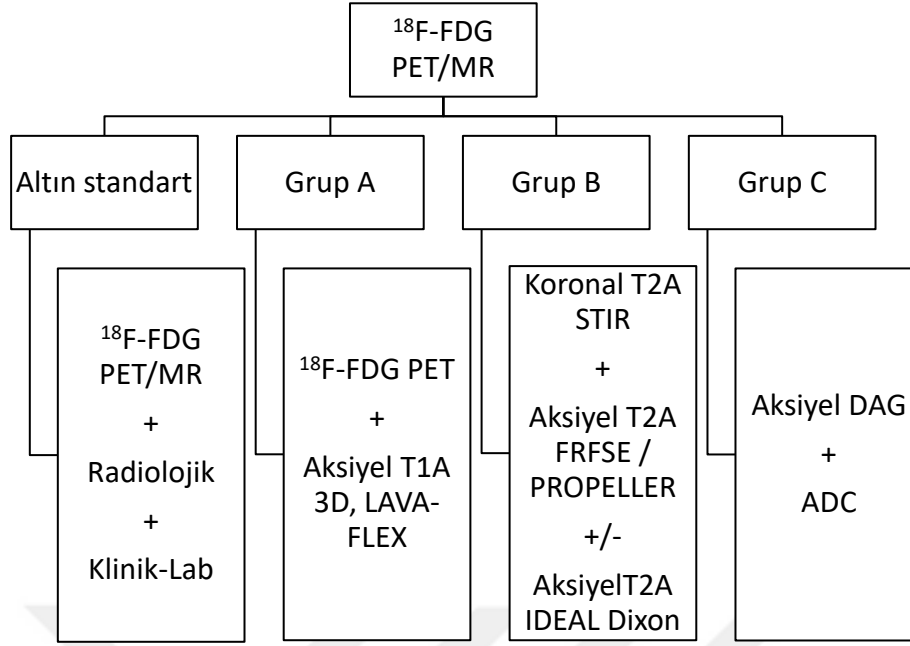 ¹⁸F-FDG
PET/MR
Altın standart
Grup A
Grup B
Grup C
¹⁸F-FDG
PET/MR
+
Radiolojik
+
Klinik-Lab
¹⁸F-FDG PET
+
Aksiyel T1A
3D, LAVA-
FLEX
Koronal T2A
STIR
+
Aksiyel T2A
FRFSE /
PROPELLER
+/-
AksiyelT2A
IDEAL Dixon
Aksiyel DAG
+
ADC